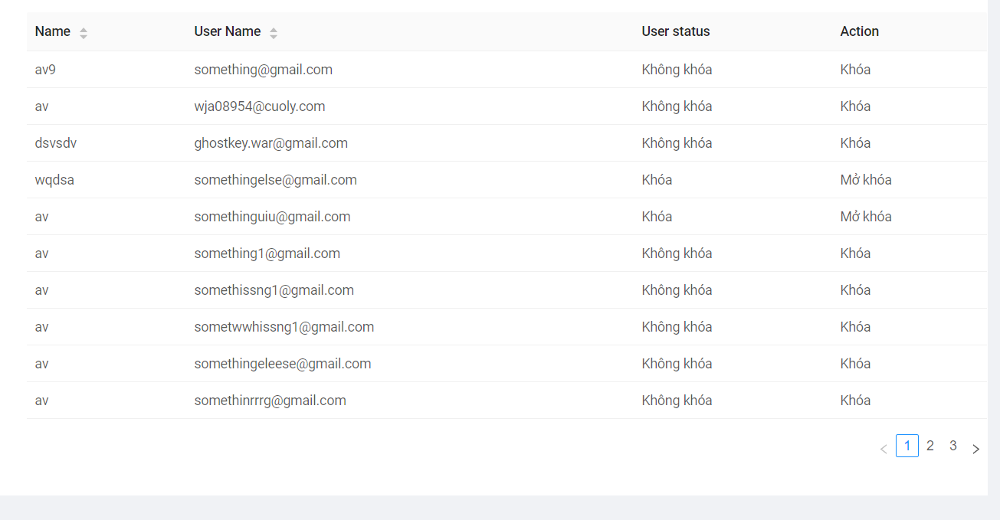 Name User Name User status Action
av9 something@gmail.com Không khóa Khóa
av wja08954@cuoly.com Không khóa Khóa
dsvsdv ghostkey.war@gmail.com Không khóa Khóa
wqdsa somethingelse@gmail.com Khóa Mở khóa
av somethinguiu@gmail.com Khóa Mở khóa
av something1@gmail.com Không khóa Khóa
av somethissng1@gmail.com Không khóa Khóa
av sometwwhissng1@gmail.com Không khóa Khóa
av somethingeleese@gmail.com Không khóa Khóa
av somethinrrrg@gmail.com Không khóa Khóa
< 1 2 3 >